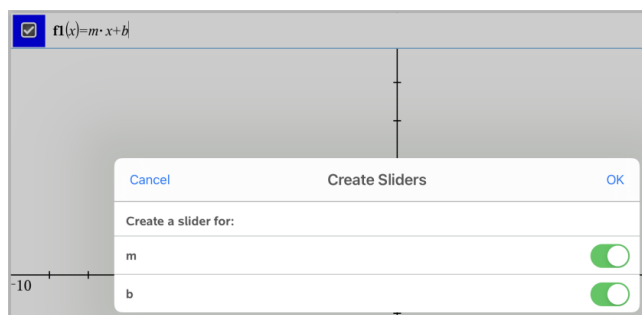 f1(x)=m· x+b
Cancel Create Sliders OK
Create a slider for:
m
b
-10